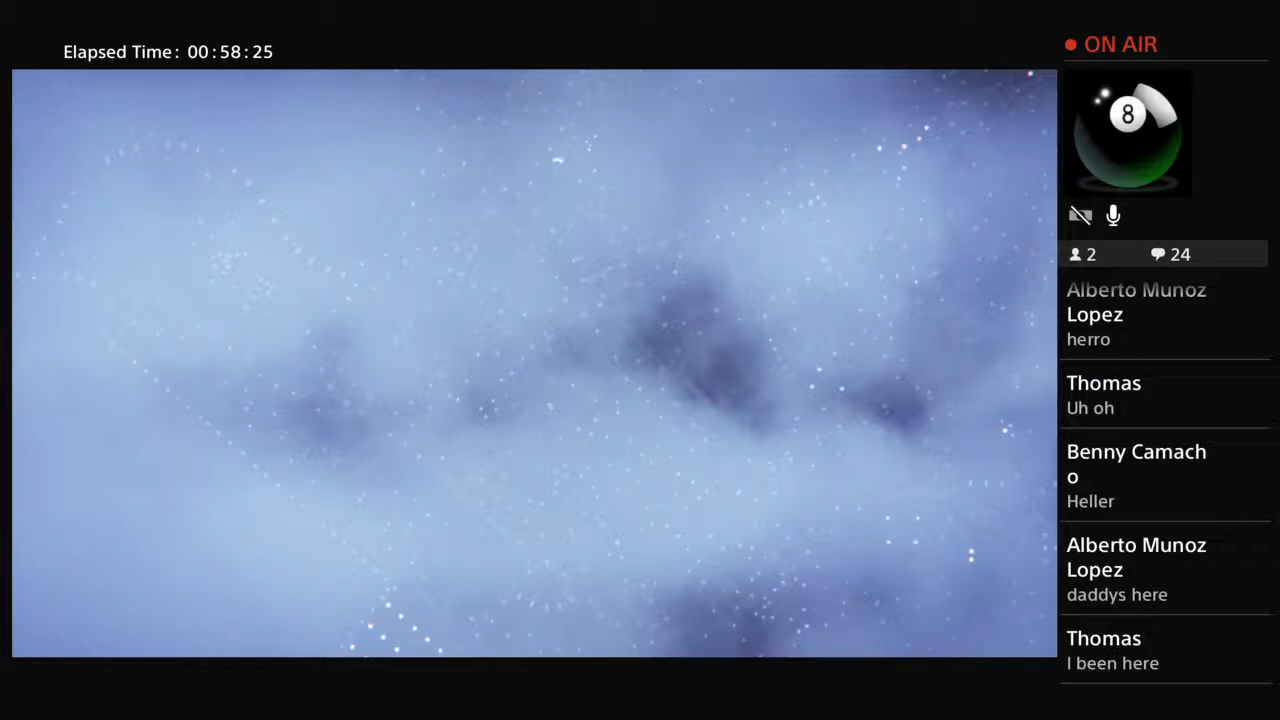 Elapsed Time: 00:58:25
ON AIR
8
2 24
Alberto Munoz
Lopez
herro
Thomas
Uh oh
Benny Camach
o
Heller
Alberto Munoz
Lopez
daddys here
Thomas
I been here